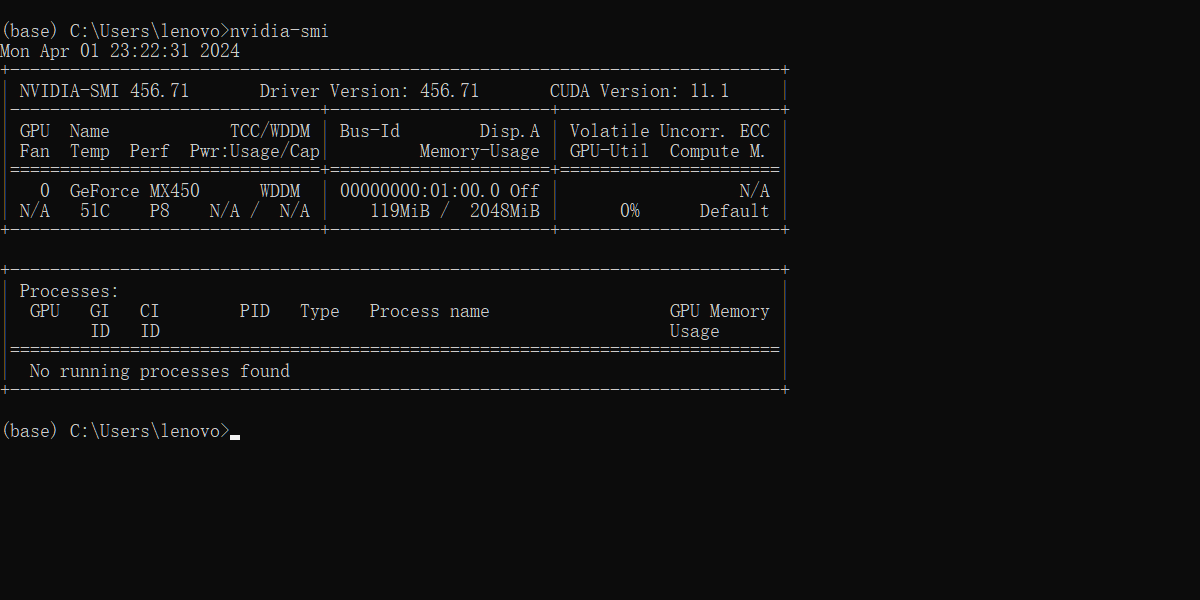 (base) C:\Users\lenovo>nvidia-smi
Mon Apr 01 23:22:31 2024
+-----------------------------------------------------------------------------+
| NVIDIA-SMI 456.71       Driver Version: 456.71       CUDA Version: 11.1     |
|-------------------------------+----------------------+----------------------+
| GPU  Name            TCC/WDDM | Bus-Id        Disp.A | Volatile Uncorr. ECC |
| Fan  Temp  Perf  Pwr:Usage/Cap|         Memory-Usage | GPU-Util  Compute M. |
|===============================+======================+======================|
|   0  GeForce MX450      WDDM  | 00000000:01:00.0 Off |                  N/A |
| N/A   51C    P8    N/A /  N/A |    119MiB /  2048MiB |      0%      Default |
+-------------------------------+----------------------+----------------------+
+-----------------------------------------------------------------------------+
| Processes:                                                                  |
|  GPU   GI   CI        PID   Type   Process name                  GPU Memory |
|        ID   ID                                                   Usage      |
|=============================================================================|
|  No running processes found                                                 |
+-----------------------------------------------------------------------------+
(base) C:\Users\lenovo>